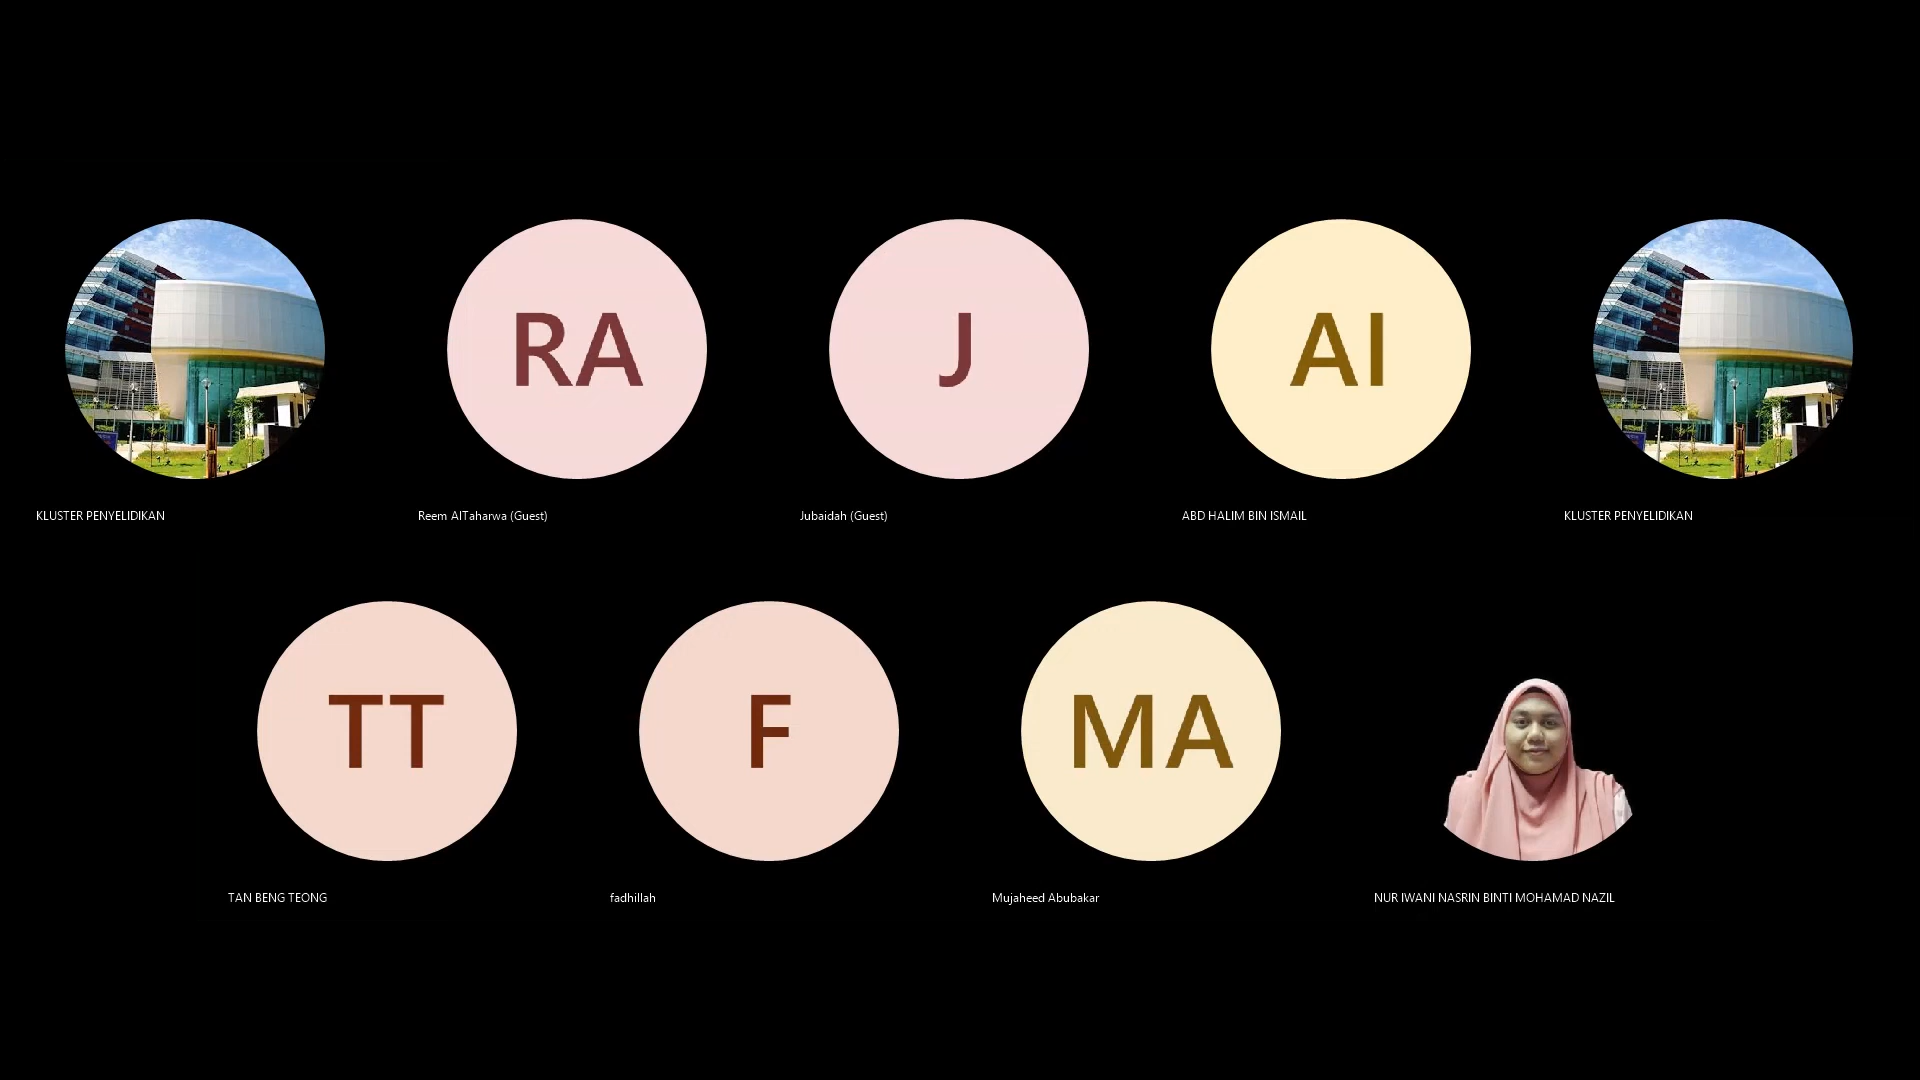 RA
J
AI
KLUSTER PENYELIDIKAN
Reem AlTaharwa (Guest)
Jubaidah (Guest)
ABD HALIM BIN ISMAIL
KLUSTER PENYELIDIKAN
TT
F
MA
TAN BENG TEONG
fadhillah
Mujaheed Abubakar
NUR IWANI NASRIN BINTI MOHAMAD NAZIL